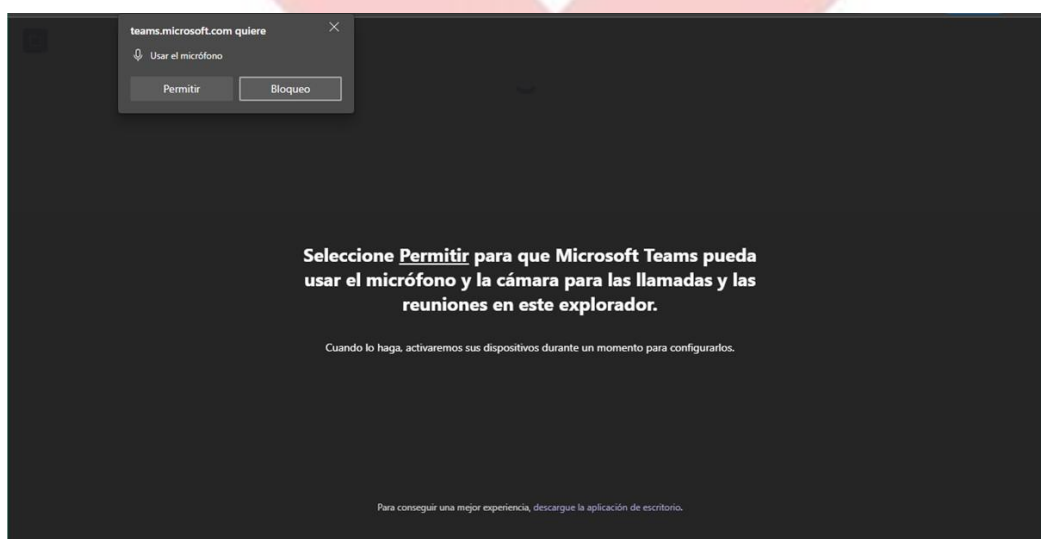 teams.microsoft.com quiere
Usar el micrófono
Permitir
Bloqueo
Seleccione Permitir para que Microsoft Teams pueda
usar el micrófono y la cámara para las llamadas y las
reuniones en este explorador.
Cuando lo haga, activaremos sus dispositivos durante un momento para configurarlos.
Para conseguir una mejor experiencia, descargue la aplicación de escritorio.